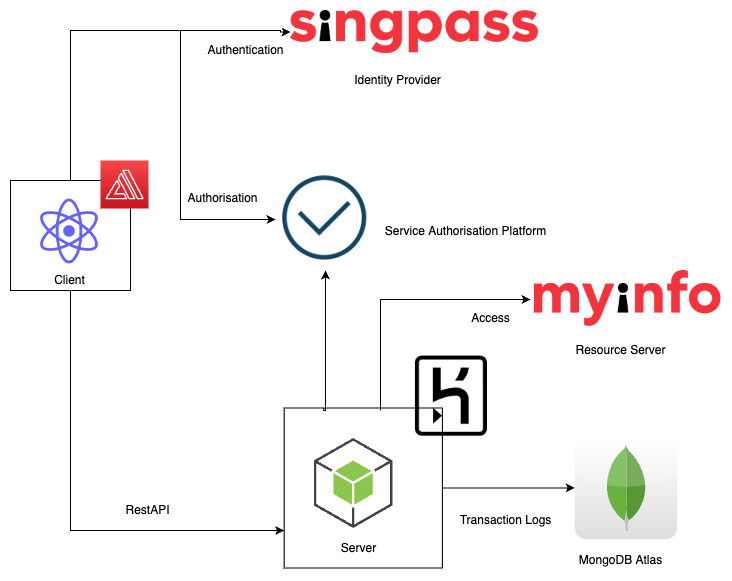 singpass
Authentication
Identity Provider
Authorisation
Service Authorisation Platform
Client
myinfo
Access
Resource Server
RestAPI
Server
Transaction Logs
MongoDB Atlas